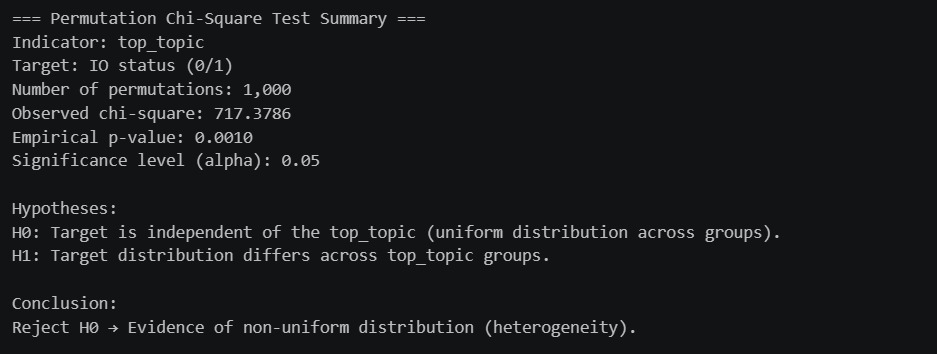 === Permutation Chi-Square Test Summary ===
Indicator: top_topic
Target: IO status (0/1)
Number of permutations: 1,000
Observed chi-square: 717.3786
Empirical p-value: 0.0010
Significance level (alpha): 0.05

Hypotheses:
H0: Target is independent of the top_topic (uniform distribution across groups).
H1: Target distribution differs across top_topic groups.

Conclusion:
Reject H0 → Evidence of non-uniform distribution (heterogeneity).